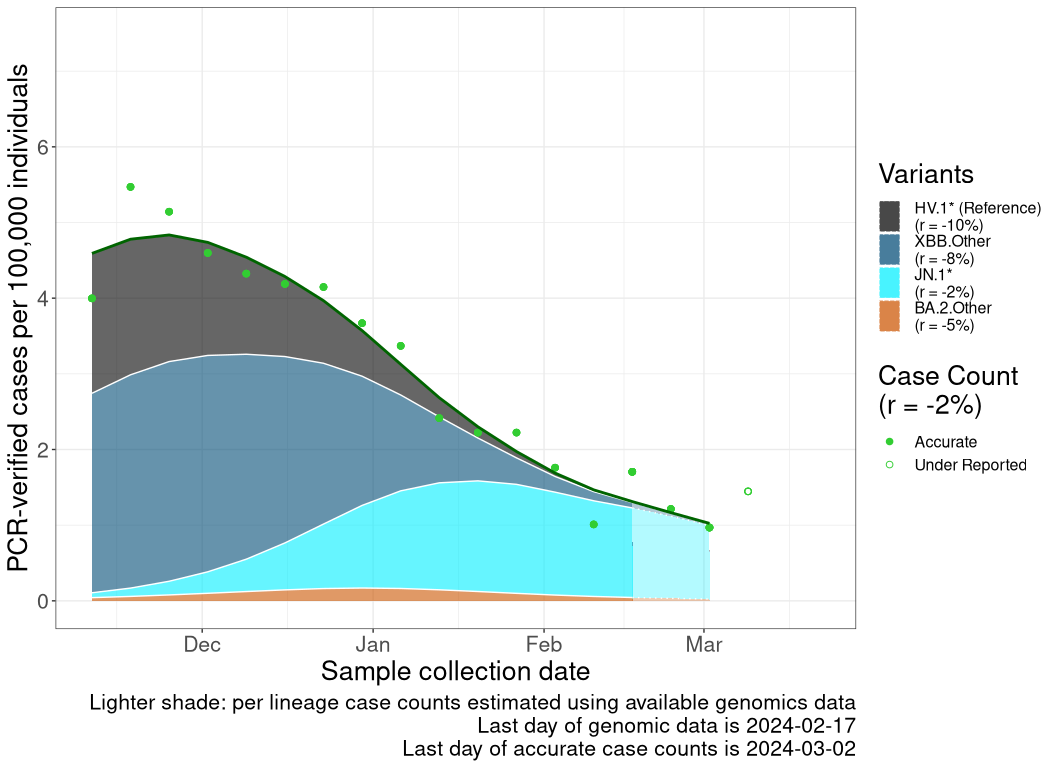 PCR-verified cases per 100,000 individuals
6
4
2
0
Dec
Jan
Feb
Mar
Sample collection date
Lighter shade: per lineage case counts estimated using available genomics data
Last day of genomic data is 2024-02-17
Last day of accurate case counts is 2024-03-02
Variants
HV.1* (Reference)
(r = -10%)
XBB.Other
(r = -8%)
JN.1*
(r = -2%)
BA.2.Other
(r = -5%)
Case Count
(r = -2%)
Accurate
Under Reported